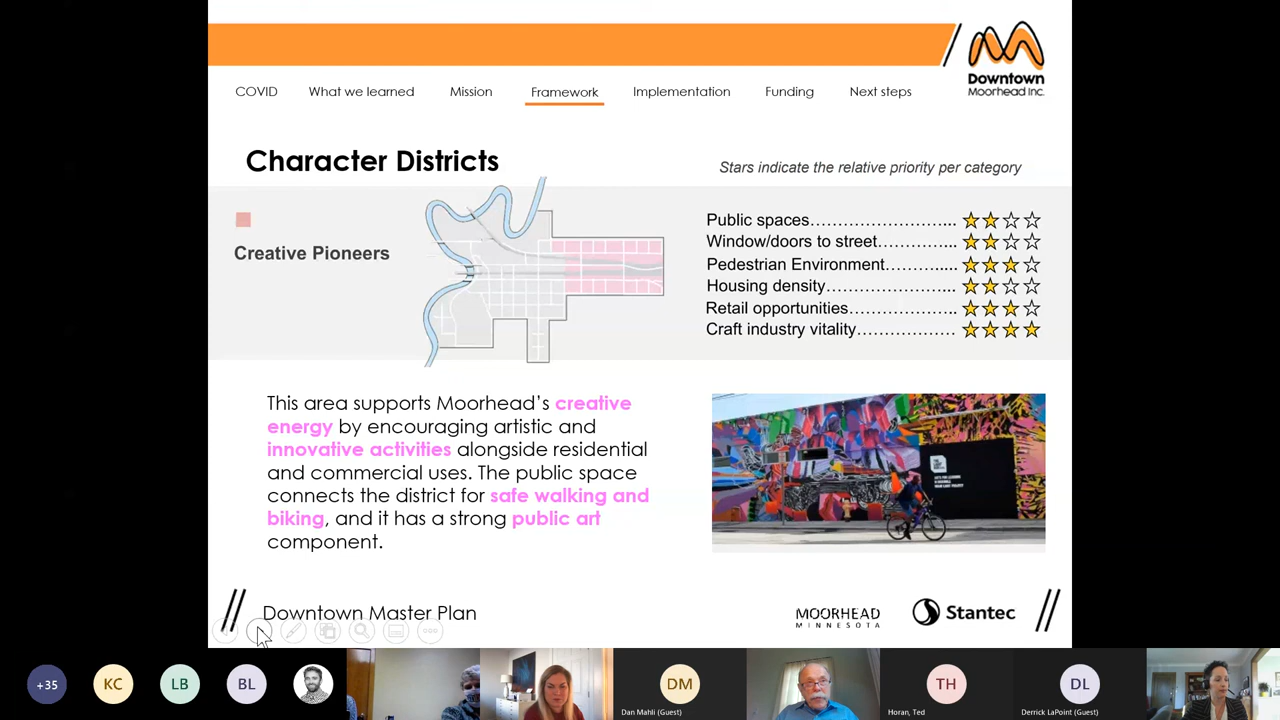 Downtown
Moorhead Inc.
COVID What we learned Mission Framework Implementation Funding Next steps
Character Districts
Stars indicate the relative priority per category
Creative Pioneers
Public spaces……………………...
Window/doors to street…………...
Pedestrian Environment………....
Housing density…………………...
Retail opportunities………………..
Craft industry vitality………………
This area supports Moorhead’s creative
energy by encouraging artistic and
innovative activities alongside residential
and commercial uses. The public space
connects the district for safe walking and
biking, and it has a strong public art
component.
Downtown Master Plan
MOORHEAD
MINNESOTA
Stantec
+35
KC
LB
BL
DM
Dan Mahli (Guest)
TH
Horan, Ted
DL
Derrick LaPoint (Guest)